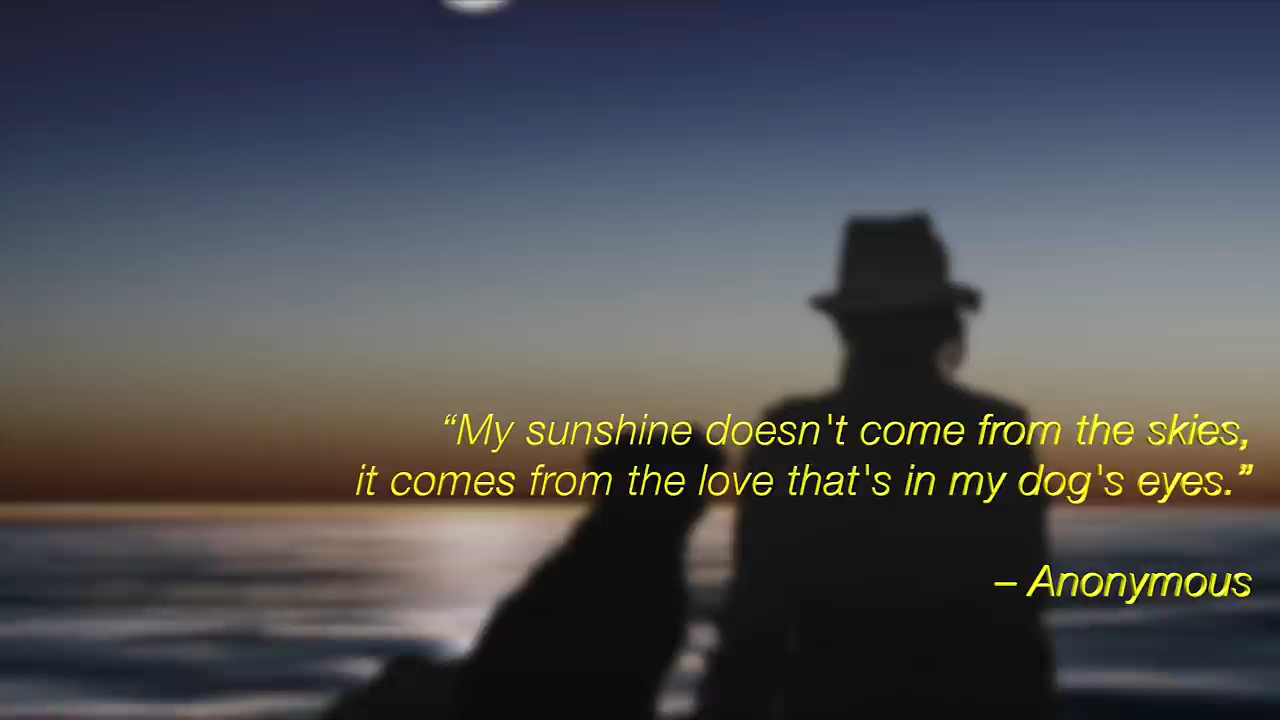 “My sunshine doesn't come from the skies,
it comes from the love that's in my dog's eyes.”
– Anonymous